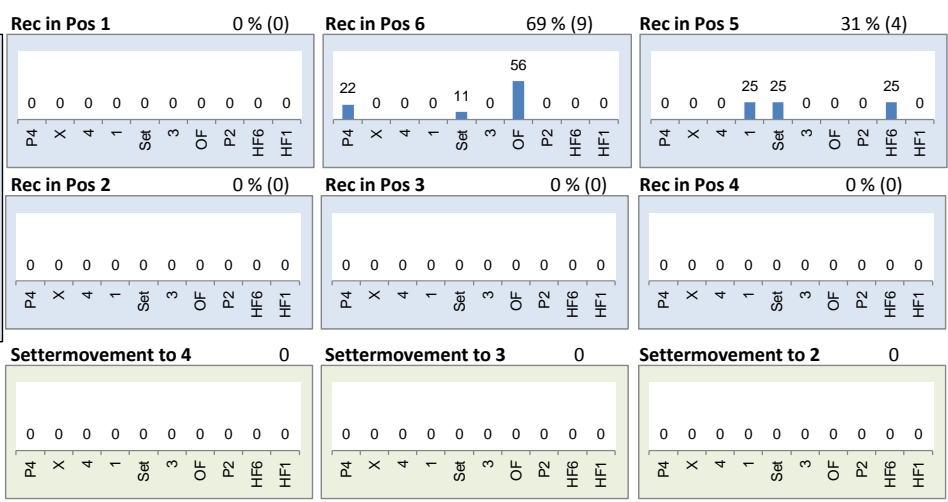 Rec in Pos 1 0 % (0) Rec in Pos 6 69 % (9) Rec in Pos 5 31 % (4)
0 0 0 0 0 0 0 0 0 0 22 0 0 0 11 0 56 0 0 0 0 0 0 25 25 0 0 0 25 0
P4 X 4 1 Set 3 OF P2 HF6 HF1 P4 X 4 1 Set 3 OF P2 HF6 HF1 P4 X 4 1 Set 3 OF P2 HF6 HF1
Rec in Pos 2 0 % (0) Rec in Pos 3 0 % (0) Rec in Pos 4 0 % (0)
0 0 0 0 0 0 0 0 0 0 0 0 0 0 0 0 0 0 0 0 0 0 0 0 0 0 0 0 0 0
P4 X 4 1 Set 3 OF P2 HF6 HF1 P4 X 4 1 Set 3 OF P2 HF6 HF1 P4 X 4 1 Set 3 OF P2 HF6 HF1
Settermovement to 4 0 Settermovement to 3 0 Settermovement to 2 0
0 0 0 0 0 0 0 0 0 0 0 0 0 0 0 0 0 0 0 0 0 0 0 0 0 0 0 0 0 0
P4 X 4 1 Set 3 OF P2 HF6 HF1 P4 X 4 1 Set 3 OF P2 HF6 HF1 P4 X 4 1 Set 3 OF P2 HF6 HF1